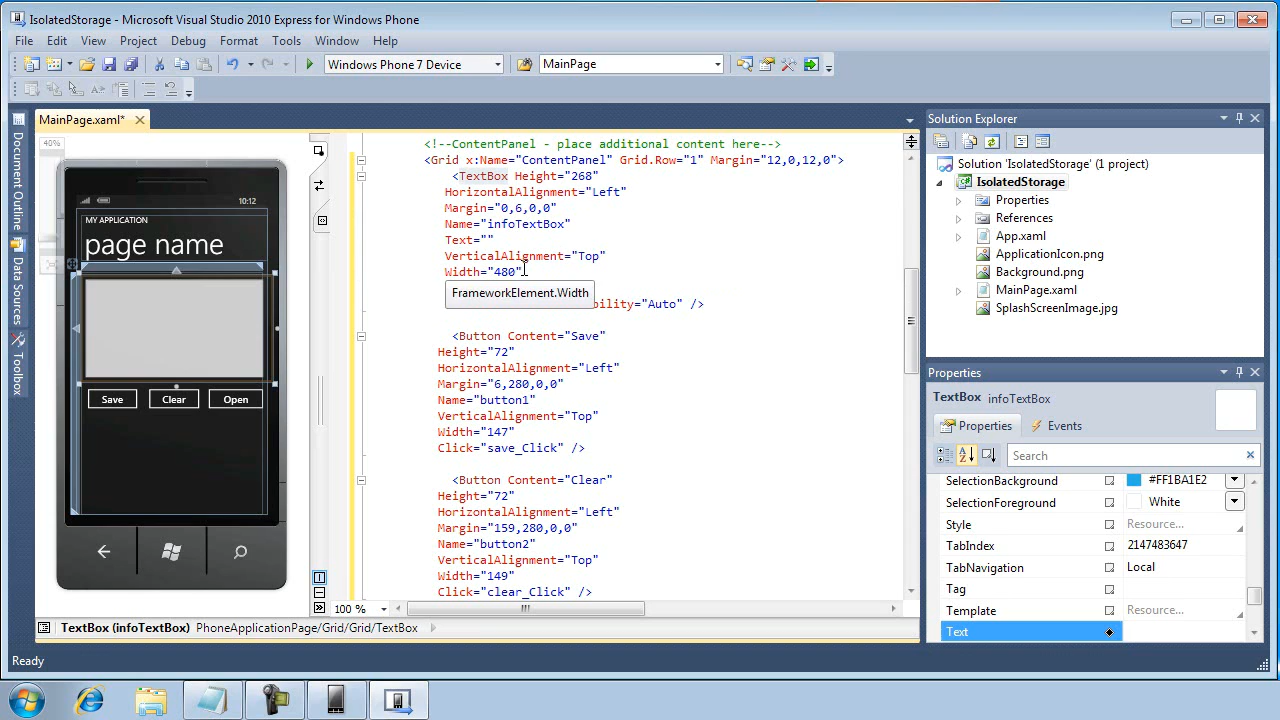 IsolatedStorage - Microsoft Visual Studio 2010 Express for Windows Phone
File Edit View Project Debug Format Tools Window Help
Windows Phone 7 Device MainPage
MainPage.xaml*
Document Outline
Data Sources
Toolbox
40%
10:12
MY APPLICATION
page name
Save Clear Open
<!--ContentPanel - place additional content here-->
<Grid x:Name="ContentPanel" Grid.Row="1" Margin="12,0,12,0">
<TextBox Height="268"
HorizontalAlignment="Left"
Margin="0,6,0,0"
Name="infoTextBox"
Text=""
VerticalAlignment="Top"
Width="480"
FrameworkElement.Width
bility="Auto" />
<Button Content="Save"
Height="72"
HorizontalAlignment="Left"
Margin="6,280,0,0"
Name="button1"
VerticalAlignment="Top"
Width="147"
Click="save_Click" />
<Button Content="Clear"
Height="72"
HorizontalAlignment="Left"
Margin="159,280,0,0"
Name="button2"
VerticalAlignment="Top"
Width="149"
Click="clear_Click" />
100 %
TextBox (infoTextBox) PhoneApplicationPage/Grid/Grid/TextBox
Solution Explorer
Solution 'IsolatedStorage' (1 project)
IsolatedStorage
Properties
References
App.xaml
ApplicationIcon.png
Background.png
MainPage.xaml
SplashScreenImage.jpg
Properties
TextBox infoTextBox
Properties Events
Search
SelectionBackground #FF1BA1E2
SelectionForeground White
Style Resource...
TabIndex 2147483647
TabNavigation Local
Tag
Template Resource...
Text
Ready